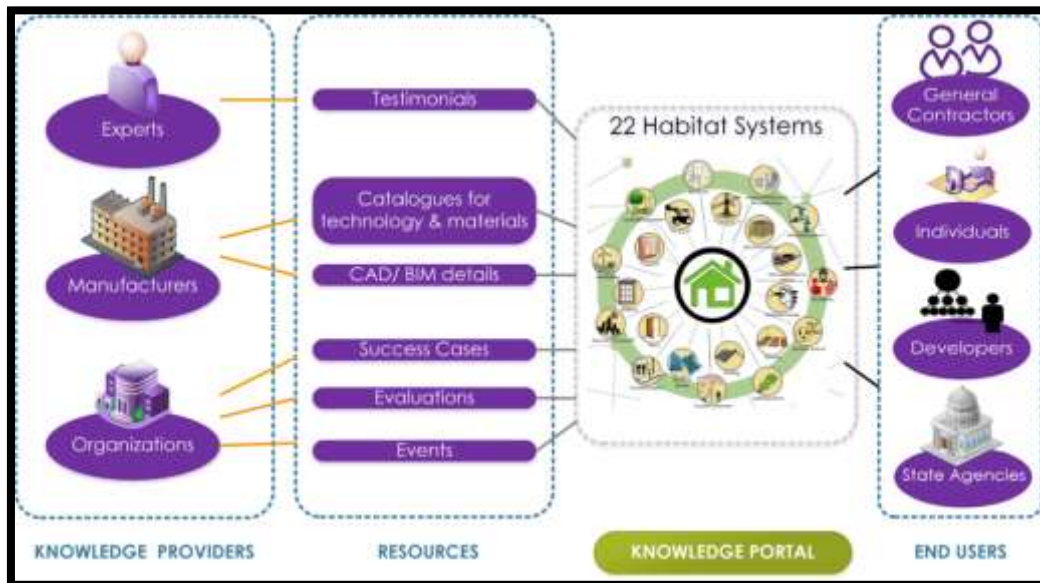 Experts
Manufacturers
Organizations
Testimonials
Catalogues for
technology & materials
CAD/ BIM details
Success Cases
Evaluations
Events
22 Habitat Systems
General
Contractors
Individuals
Developers
State Agencies
KNOWLEDGE PROVIDERS
RESOURCES
KNOWLEDGE PORTAL
END USERS